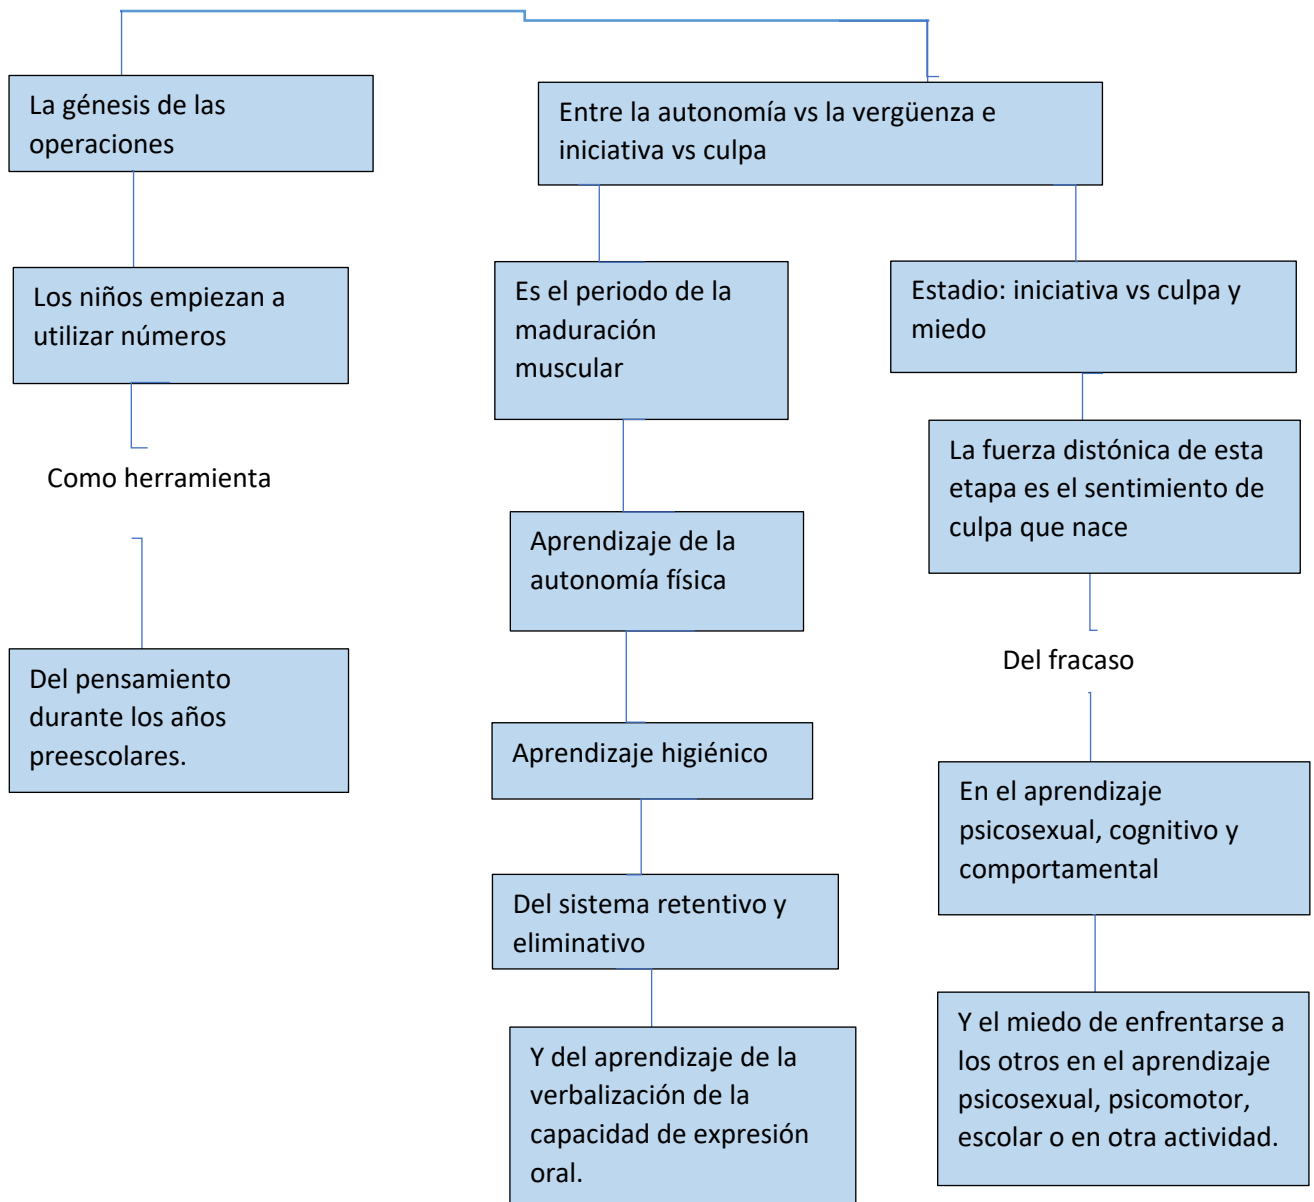 La génesis de las
operaciones
Los niños empiezan a
utilizar números
Como herramienta
Del pensamiento
durante los años
preescolares.
Entre la autonomía vs la vergüenza e
iniciativa vs culpa
Es el periodo de la
maduración
muscular
Aprendizaje de la
autonomía física
Aprendizaje higiénico
Del sistema retentivo y
eliminativo
Y del aprendizaje de la
verbalización de la
capacidad de expresión
oral.
Estadio: iniciativa vs culpa y
miedo
La fuerza distónica de esta
etapa es el sentimiento de
culpa que nace
Del fracaso
En el aprendizaje
psicosexual, cognitivo y
comportamental
Y el miedo de enfrentarse a
los otros en el aprendizaje
psicosexual, psicomotor,
escolar o en otra actividad.